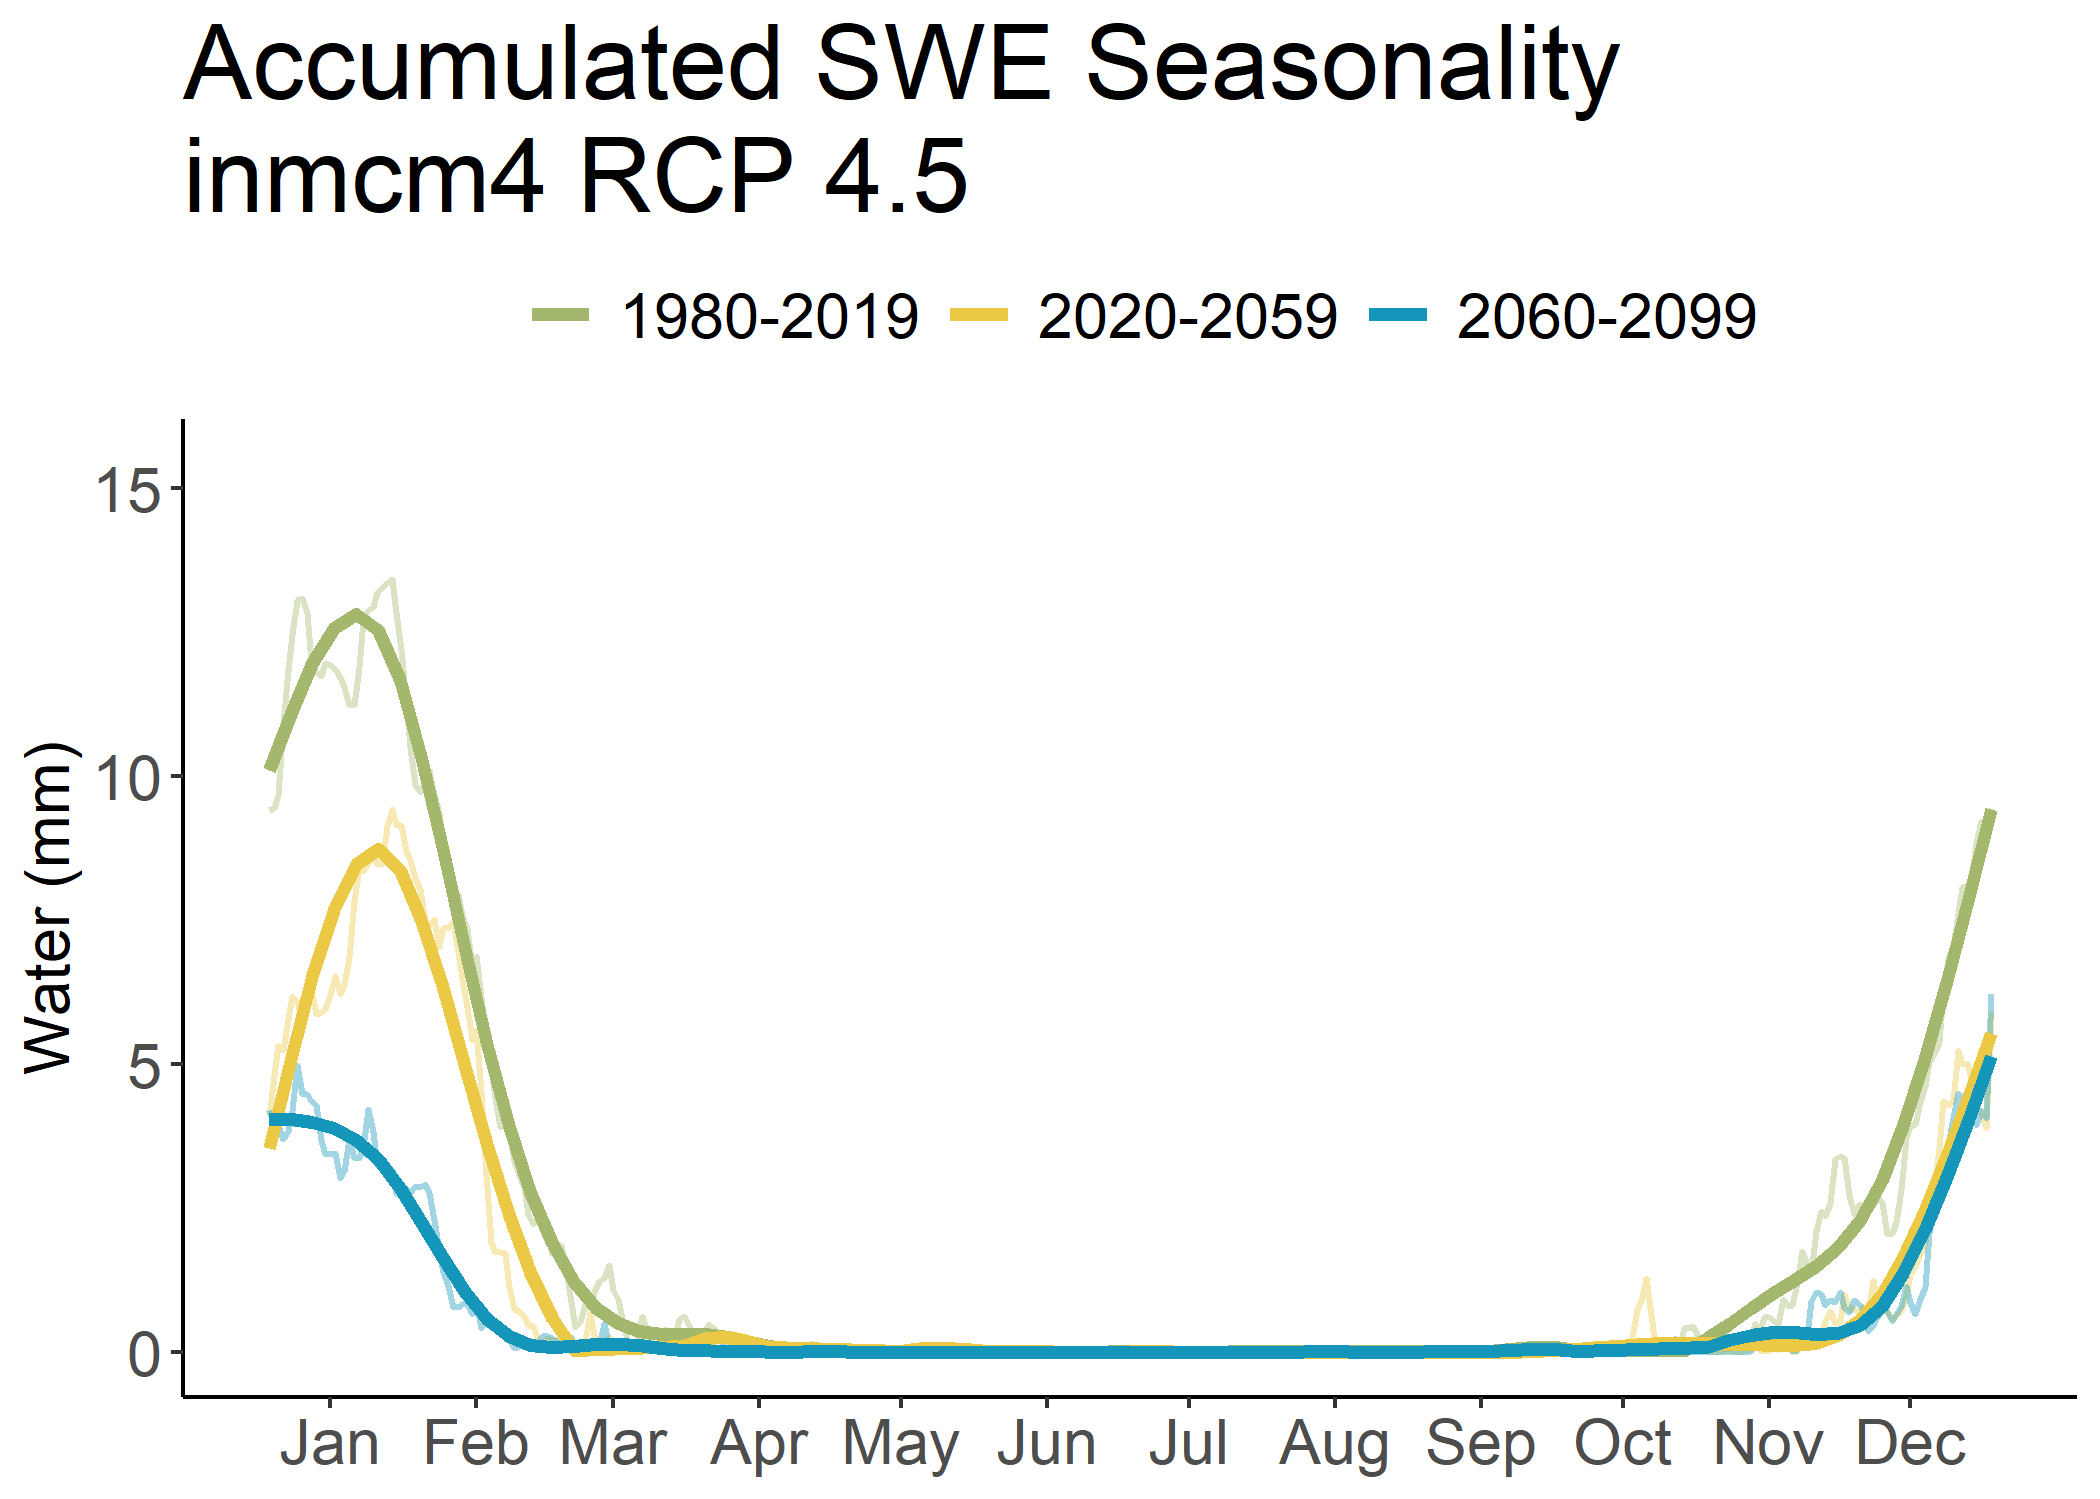 Accumulated SWE Seasonality
inmcm4 RCP 4.5
1980-2019 2020-2059 2060-2099
Water (mm)
15
10
5
0
Jan Feb Mar Apr May Jun Jul Aug Sep Oct Nov Dec